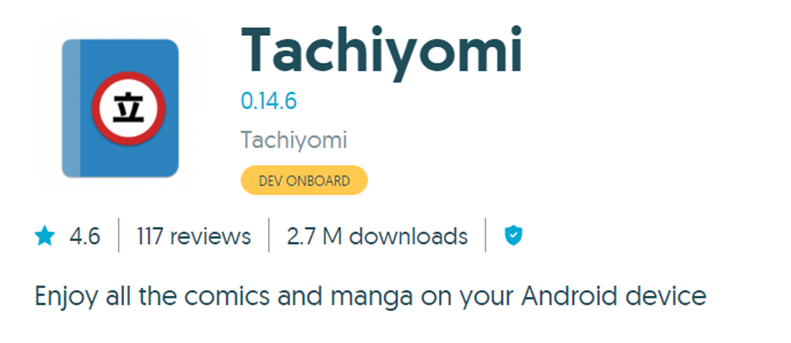 Tachiyomi
立
0.14.6
Tachiyomi
DEV ONBOARD
4.6
117 reviews
2.7 M downloads
Enjoy all the comics and manga on your Android device